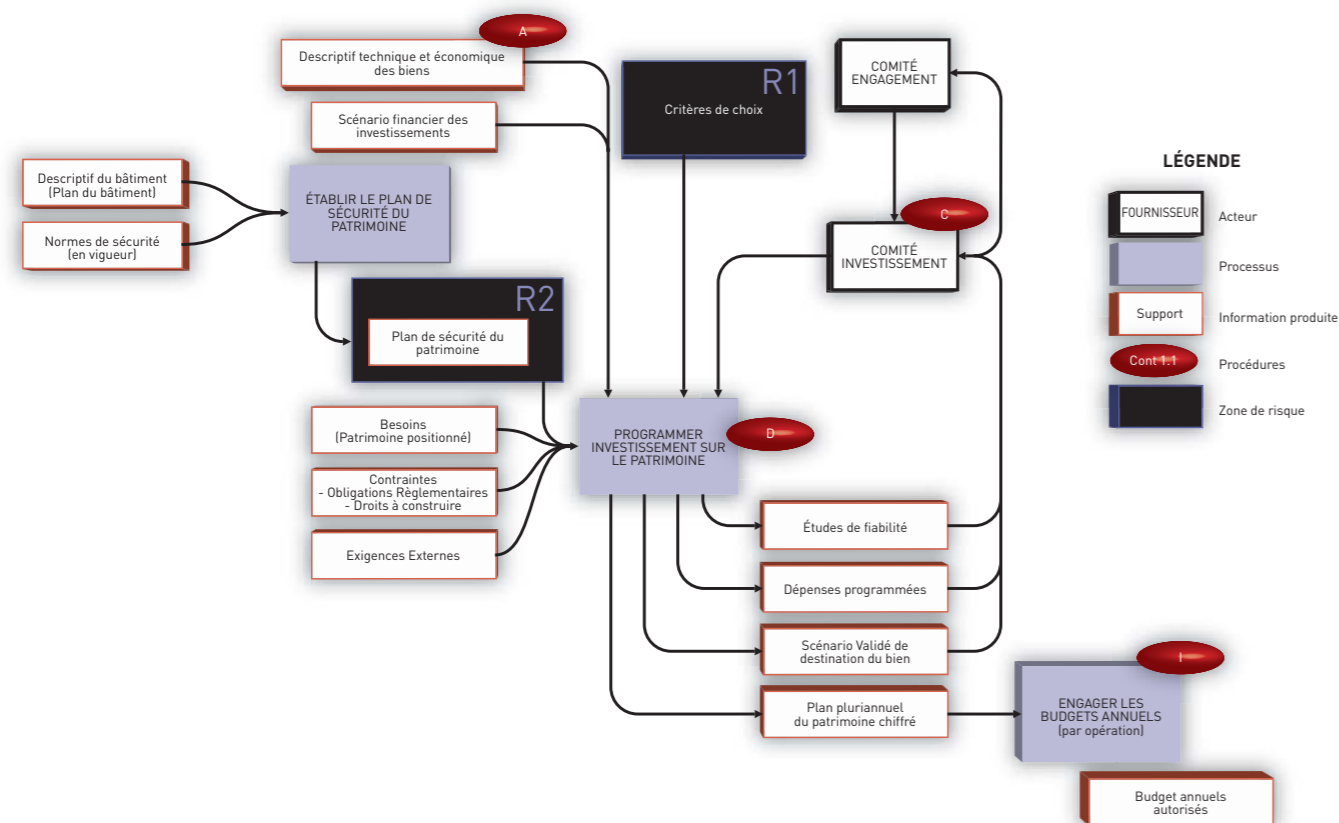 A
Descriptif technique et économique
des biens
Scénario financier des
investissements
R1
Critères de choix
COMITÉ
ENGAGEMENT
Descriptif du bâtiment
(Plan du bâtiment)
Normes de sécurité
(en vigueur)
ÉTABLIR LE PLAN DE
SÉCURITÉ DU
PATRIMOINE
C
COMITÉ
INVESTISSEMENT
R2
Plan de sécurité du
patrimoine
Besoins
(Patrimoine positionné)
Contraintes
- Obligations Règlementaires
- Droits à construire
Exigences Externes
PROGRAMMER
INVESTISSEMENT SUR
LE PATRIMOINE
D
Études de fiabilité
Dépenses programmées
Scénario Validé de
destination du bien
Plan pluriannuel
du patrimoine chiffré
I
ENGAGER LES
BUDGETS ANNUELS
(par opération)
Budget annuels
autorisés
LÉGENDE
FOURNISSEUR
Acteur
Processus
Support
Information produite
Cont 1.1
Procédures
Zone de risque